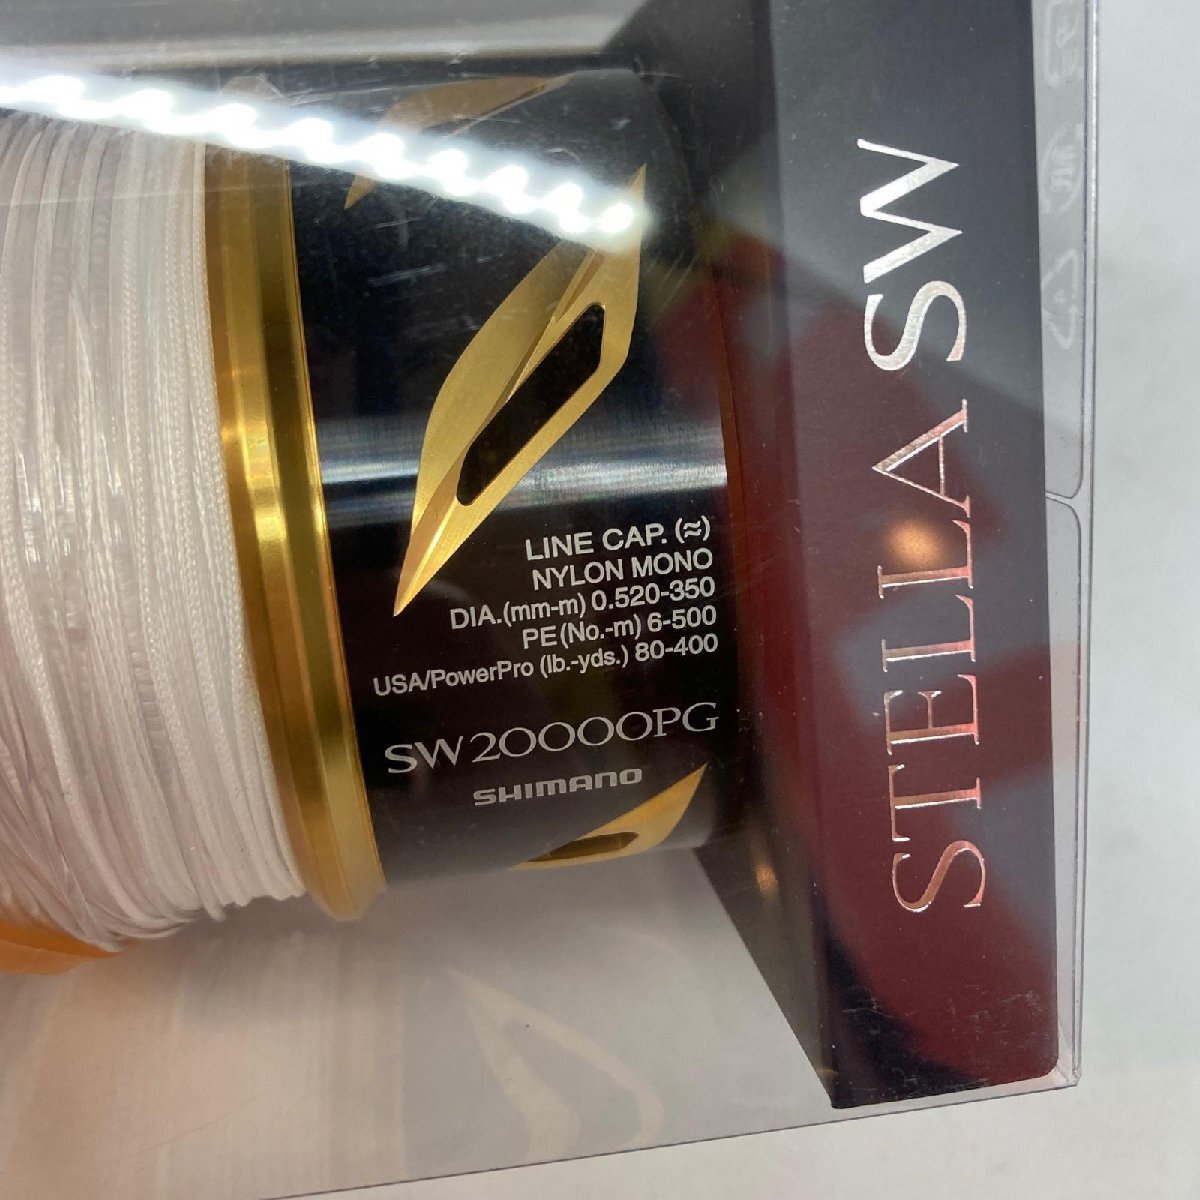 LINE CAP. (≈)
NYLON MONO
DIA.(mm-m) 0.520-350
PE(No.-m) 6-500
USA/PowerPro (lb.-yds.) 80-400
SW20000PG
SHIMANO
STELLA SW